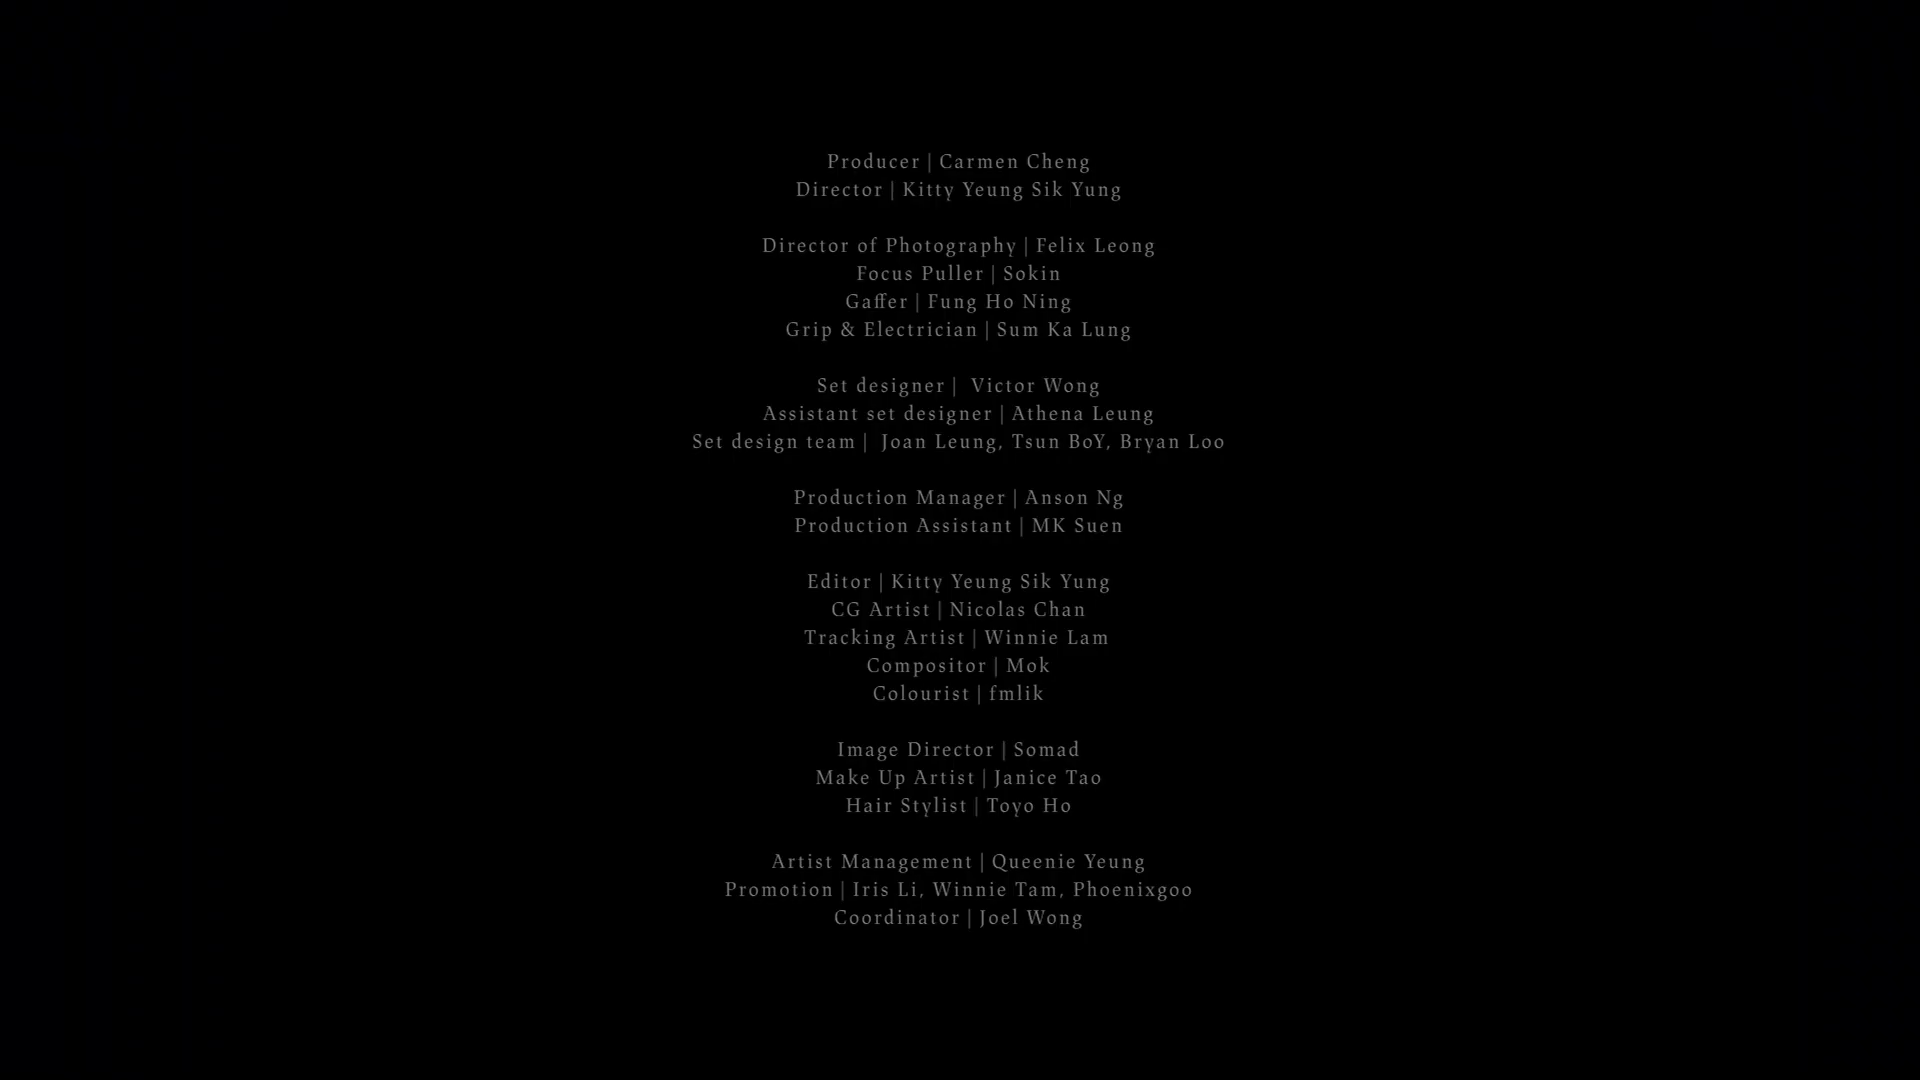 Producer | Carmen Cheng
Director | Kitty Yeung Sik Yung
Director of Photography | Felix Leong
Focus Puller | Sokin
Gaffer | Fung Ho Ning
Grip & Electrician | Sum Ka Lung
Set designer | Victor Wong
Assistant set designer | Athena Leung
Set design team | Joan Leung, Tsun BoY, Bryan Loo
Production Manager | Anson Ng
Production Assistant | MK Suen
Editor | Kitty Yeung Sik Yung
CG Artist | Nicolas Chan
Tracking Artist | Winnie Lam
Compositor | Mok
Colourist | fmlik
Image Director | Somad
Make Up Artist | Janice Tao
Hair Stylist | Toyo Ho
Artist Management | Queenie Yeung
Promotion | Iris Li, Winnie Tam, Phoenixgoo
Coordinator | Joel Wong